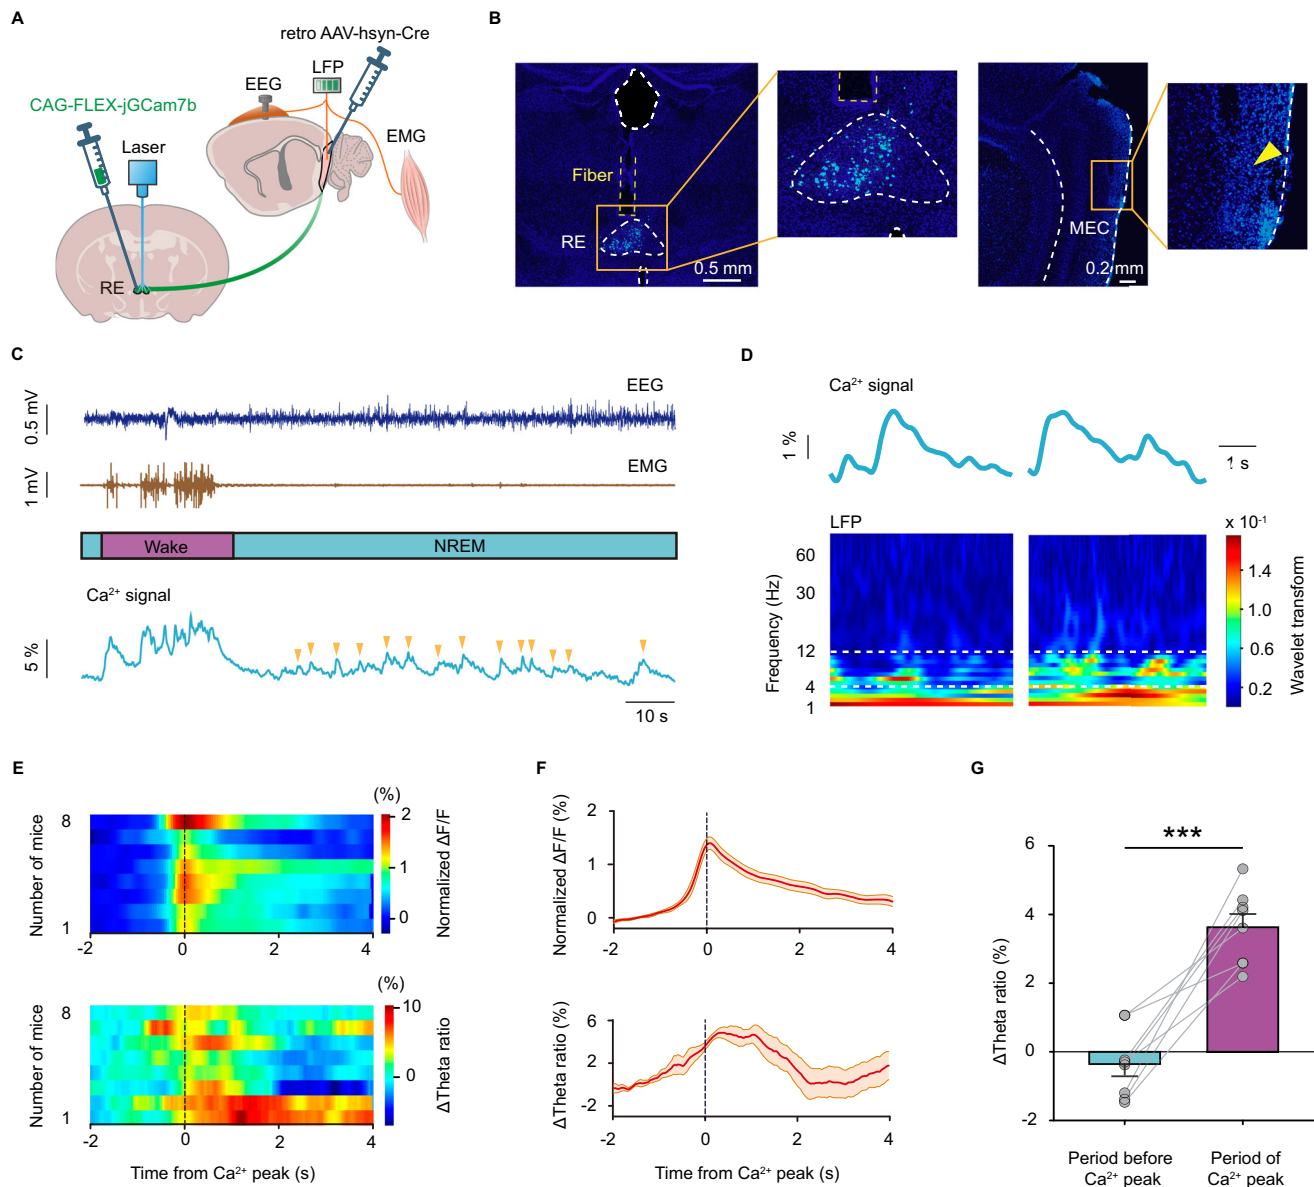 A
retro AAV-hsyn-Cre
LFP
EEG
CAG-FLEX-jGCam7b
EMG
Laser
RE
B
Fiber
RE
0.5 mm
MEC
0.2 mm
C
EEG
0.5 mV
EMG
1 mV
Wake
NREM
Ca²⁺ signal
5 %
10 s
D
Ca²⁺ signal
1 %
1 s
LFP
x 10⁻¹
Frequency (Hz)
60
30
12
4
1
1.4
1.0
0.6
0.2
Wavelet transform
E
(%)
Number of mice
8
1
2
1
0
Normalized ΔF/F
-2
0
2
4
(%)
Number of mice
8
1
10
0
ΔTheta ratio
-2
0
2
4
Time from Ca²⁺ peak (s)
F
Normalized ΔF/F (%)
2
1
0
-2
0
2
4
ΔTheta ratio (%)
6
2
-2
-2
0
2
4
Time from Ca²⁺ peak (s)
G
***
ΔTheta ratio (%)
6
4
2
0
-2
Period before
Ca²⁺ peak
Period of
Ca²⁺ peak